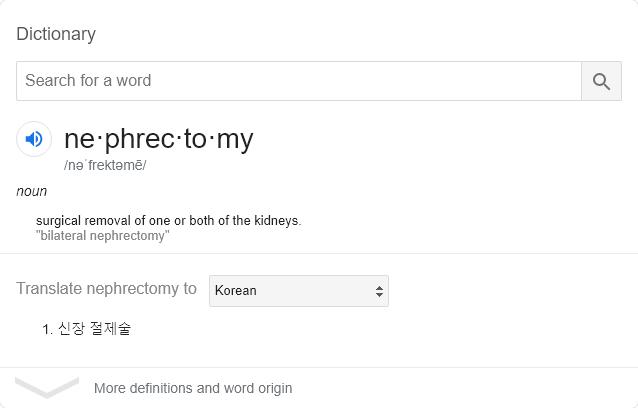 Dictionary
Search for a word
ne·phrec·to·my
/nəˈfrektəmē/
noun
surgical removal of one or both of the kidneys.
"bilateral nephrectomy"
Translate nephrectomy to Korean
1. 신장 절제술
More definitions and word origin